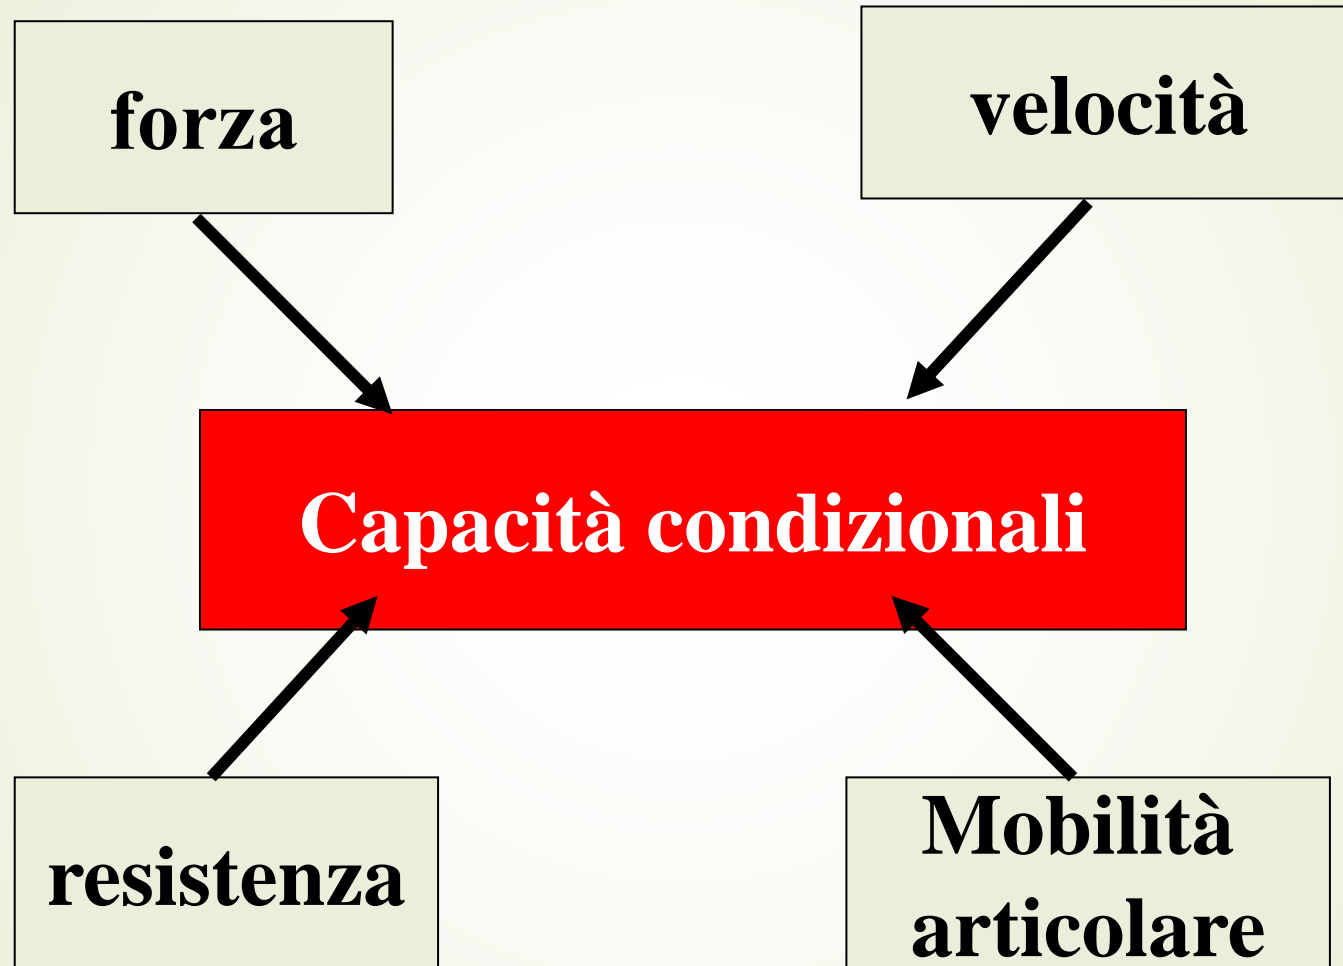 forza
velocità
Capacità condizionali
resistenza
Mobilità
articolare